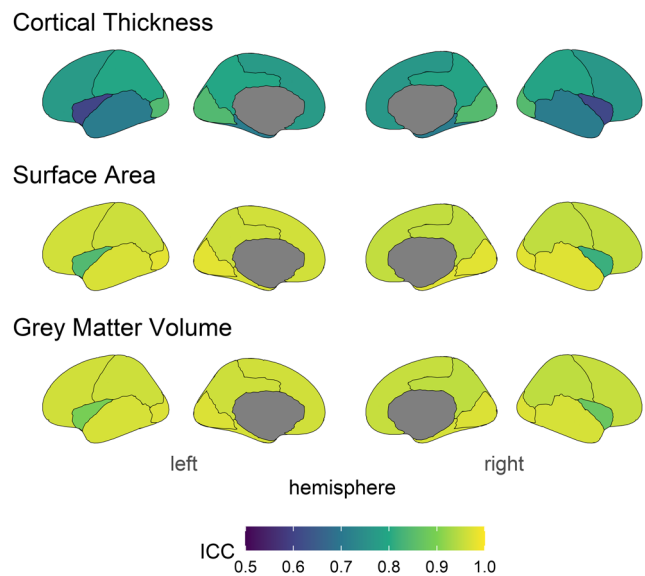 Cortical Thickness
Surface Area
Grey Matter Volume
left right
hemisphere
ICC
0.5 0.6 0.7 0.8 0.9 1.0